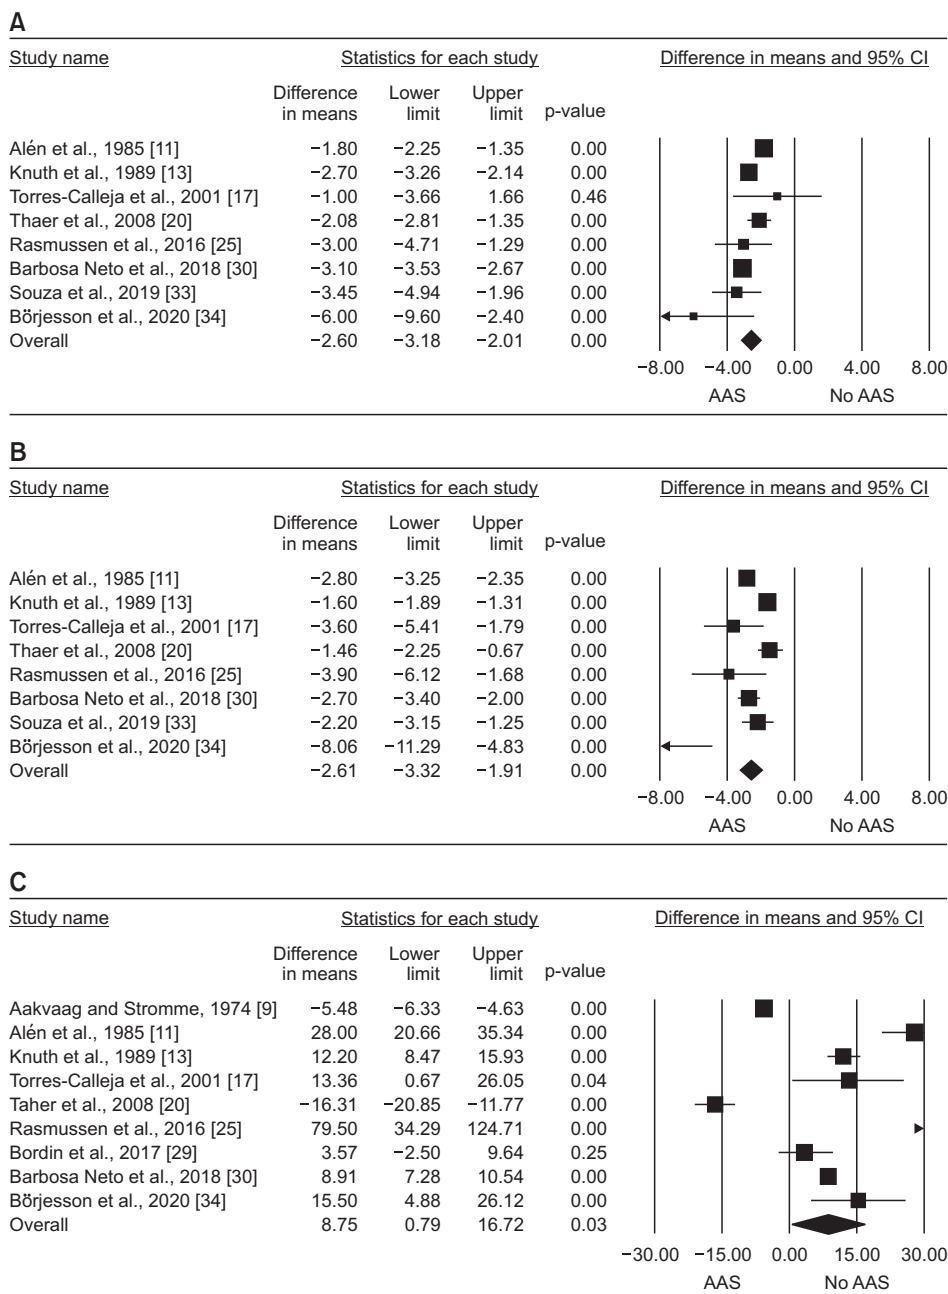 A
Study name Statistics for each study Difference in means and 95% CI
Difference in means Lower limit Upper limit p-value
Alén et al., 1985 [11] −1.80 −2.25 −1.35 0.00
Knuth et al., 1989 [13] −2.70 −3.26 −2.14 0.00
Torres-Calleja et al., 2001 [17] −1.00 −3.66 1.66 0.46
Thaer et al., 2008 [20] −2.08 −2.81 −1.35 0.00
Rasmussen et al., 2016 [25] −3.00 −4.71 −1.29 0.00
Barbosa Neto et al., 2018 [30] −3.10 −3.53 −2.67 0.00
Souza et al., 2019 [33] −3.45 −4.94 −1.96 0.00
Börjesson et al., 2020 [34] −6.00 −9.60 −2.40 0.00
Overall −2.60 −3.18 −2.01 0.00
−8.00 −4.00 0.00 4.00 8.00
AAS No AAS
B
Study name Statistics for each study Difference in means and 95% CI
Difference in means Lower limit Upper limit p-value
Alén et al., 1985 [11] −2.80 −3.25 −2.35 0.00
Knuth et al., 1989 [13] −1.60 −1.89 −1.31 0.00
Torres-Calleja et al., 2001 [17] −3.60 −5.41 −1.79 0.00
Thaer et al., 2008 [20] −1.46 −2.25 −0.67 0.00
Rasmussen et al., 2016 [25] −3.90 −6.12 −1.68 0.00
Barbosa Neto et al., 2018 [30] −2.70 −3.40 −2.00 0.00
Souza et al., 2019 [33] −2.20 −3.15 −1.25 0.00
Börjesson et al., 2020 [34] −8.06 −11.29 −4.83 0.00
Overall −2.61 −3.32 −1.91 0.00
−8.00 −4.00 0.00 4.00 8.00
AAS No AAS
C
Study name Statistics for each study Difference in means and 95% CI
Difference in means Lower limit Upper limit p-value
Aakvaag and Stromme, 1974 [9] −5.48 −6.33 −4.63 0.00
Alén et al., 1985 [11] 28.00 20.66 35.34 0.00
Knuth et al., 1989 [13] 12.20 8.47 15.93 0.00
Torres-Calleja et al., 2001 [17] 13.36 0.67 26.05 0.04
Taher et al., 2008 [20] −16.31 −20.85 −11.77 0.00
Rasmussen et al., 2016 [25] 79.50 34.29 124.71 0.00
Bordin et al., 2017 [29] 3.57 −2.50 9.64 0.25
Barbosa Neto et al., 2018 [30] 8.91 7.28 10.54 0.00
Börjesson et al., 2020 [34] 15.50 4.88 26.12 0.00
Overall 8.75 0.79 16.72 0.03
−30.00 −15.00 0.00 15.00 30.00
AAS No AAS